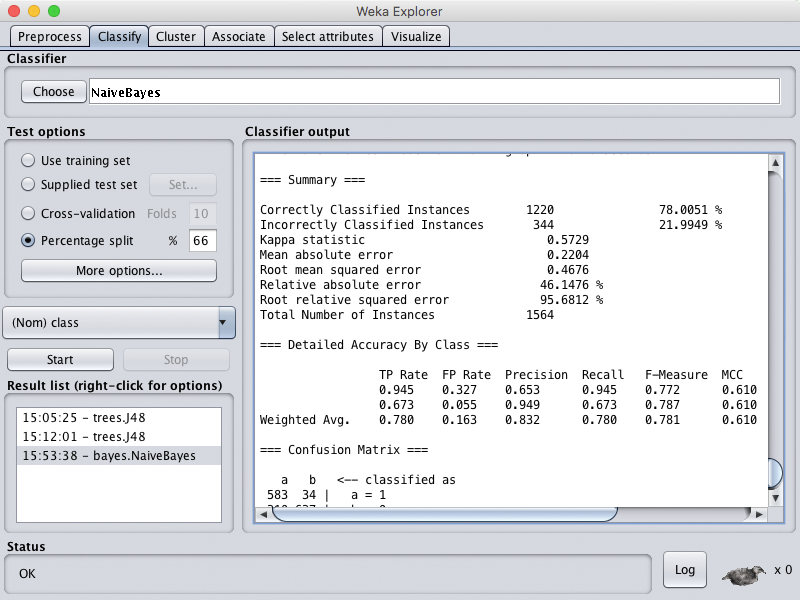 Weka Explorer
Preprocess Classify Cluster Associate Select attributes Visualize
Classifier
Choose NaiveBayes
Test options
Use training set
Supplied test set Set...
Cross-validation Folds 10
Percentage split % 66
More options...
(Nom) class
Start Stop
Result list (right-click for options)
15:05:25 – trees.J48
15:12:01 – trees.J48
15:53:38 – bayes.NaiveBayes
Classifier output
=== Summary ===
Correctly Classified Instances 1220 78.0051 %
Incorrectly Classified Instances 344 21.9949 %
Kappa statistic 0.5729
Mean absolute error 0.2204
Root mean squared error 0.4676
Relative absolute error 46.1476 %
Root relative squared error 95.6812 %
Total Number of Instances 1564
=== Detailed Accuracy By Class ===
TP Rate FP Rate Precision Recall F-Measure MCC
0.945 0.327 0.653 0.945 0.772 0.610
0.673 0.055 0.949 0.673 0.787 0.610
Weighted Avg. 0.780 0.163 0.832 0.780 0.781 0.610
=== Confusion Matrix ===
a b <-- classified as
583 34 | a = 1
Status
OK
Log x 0